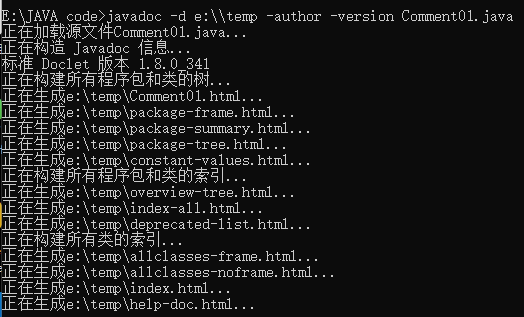 E:\JAVA code>javadoc -d e:\\temp -author -version Comment01.java
正在加载源文件Comment01.java...
正在构造 Javadoc 信息...
标准 Doclet 版本 1.8.0_341
正在构建所有程序包和类的树...
正在生成e:\temp\Comment01.html...
正在生成e:\temp\package-frame.html...
正在生成e:\temp\package-summary.html...
正在生成e:\temp\package-tree.html...
正在生成e:\temp\constant-values.html...
正在构建所有程序包和类的索引...
正在生成e:\temp\overview-tree.html...
正在生成e:\temp\index-all.html...
正在生成e:\temp\deprecated-list.html...
正在构建所有类的索引...
正在生成e:\temp\allclasses-frame.html...
正在生成e:\temp\allclasses-noframe.html...
正在生成e:\temp\index.html...
正在生成e:\temp\help-doc.html...